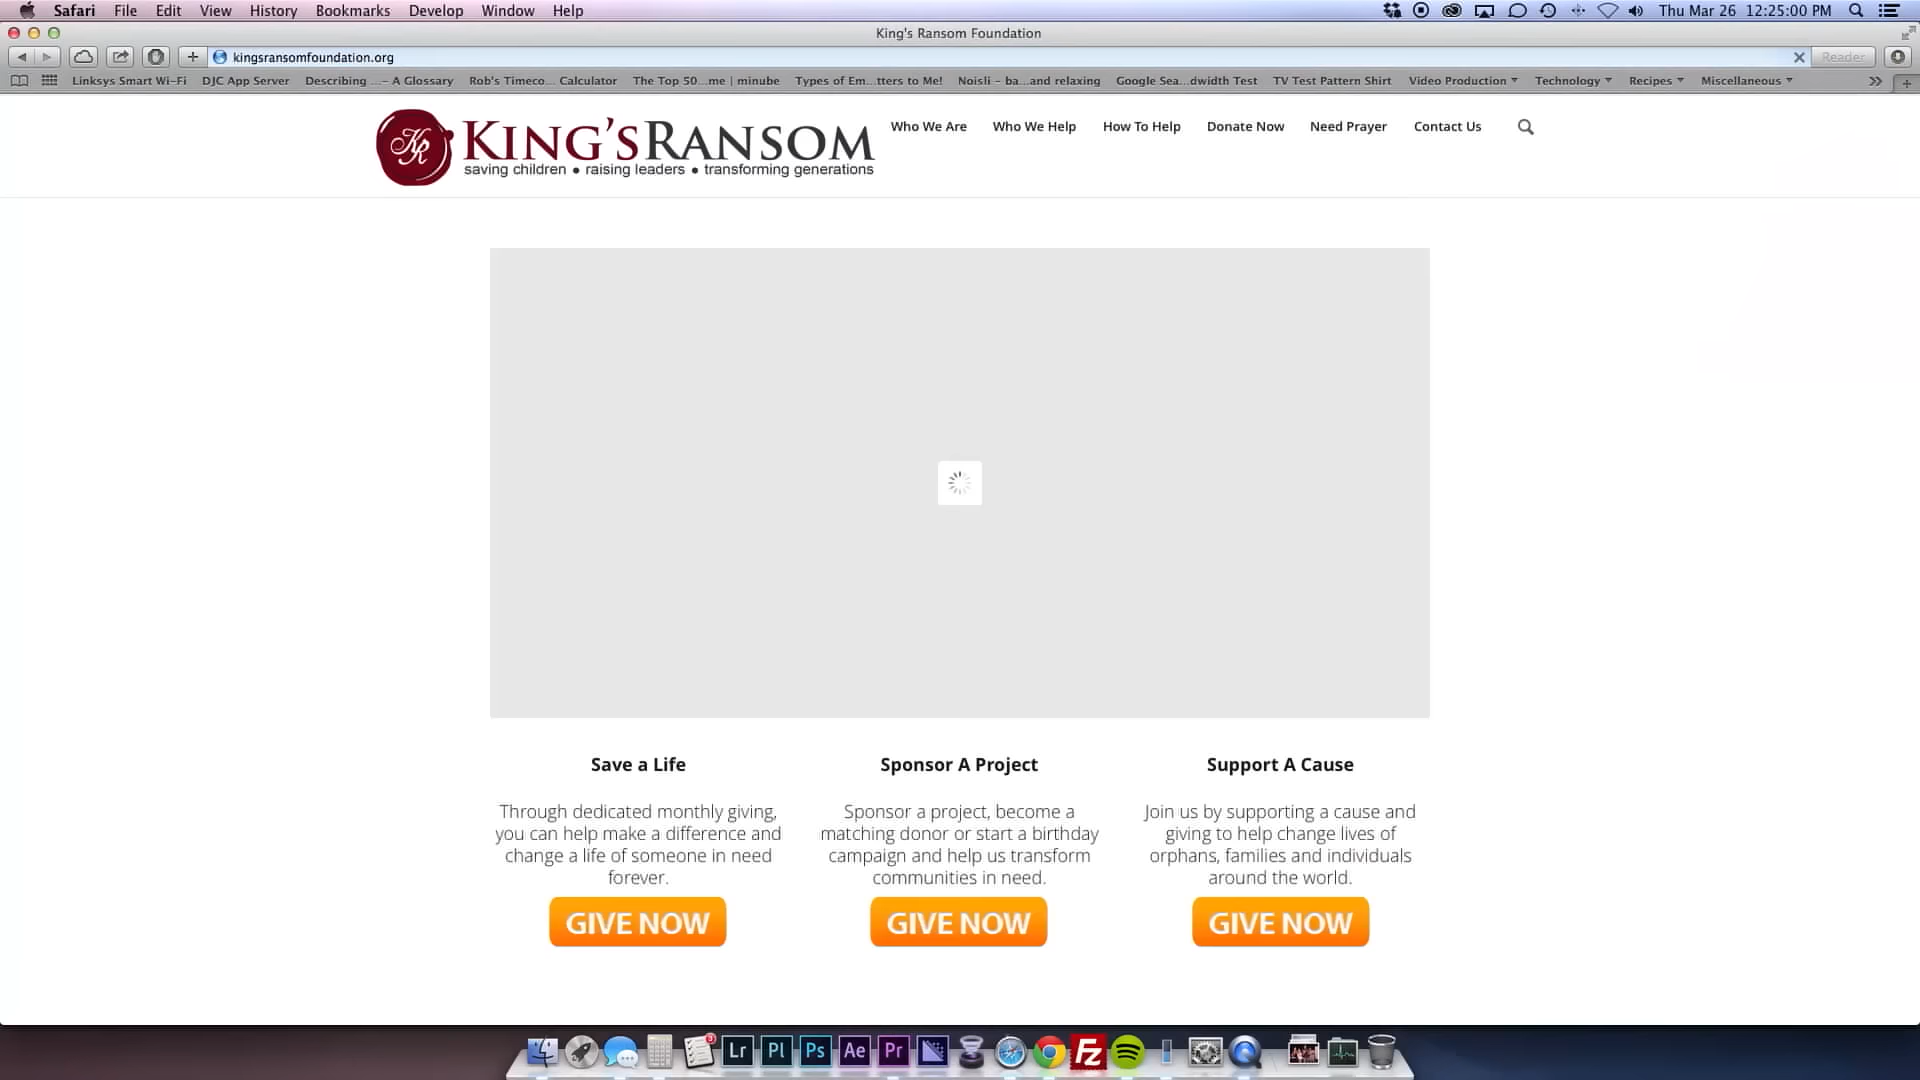 Safari File Edit View History Bookmarks Develop Window Help Thu Mar 26 12:25:00 PM
King's Ransom Foundation
kingsransomfoundation.org Reader
Linksys Smart Wi-Fi DJC App Server Describing ...- A Glossary Rob's Timeco... Calculator The Top 50...me | minube Types of Em...tters to Me! Noisli - ba...and relaxing Google Sea...dwidth Test TV Test Pattern Shirt Video Production Technology Recipes Miscellaneous
KR KING'SRANSOM
saving children • raising leaders • transforming generations
Who We Are Who We Help How To Help Donate Now Need Prayer Contact Us
Save a Life
Through dedicated monthly giving,
you can help make a difference and
change a life of someone in need
forever.
GIVE NOW
Sponsor A Project
Sponsor a project, become a
matching donor or start a birthday
campaign and help us transform
communities in need.
GIVE NOW
Support A Cause
Join us by supporting a cause and
giving to help change lives of
orphans, families and individuals
around the world.
GIVE NOW
Lr Pl Ps Ae Pr Fz